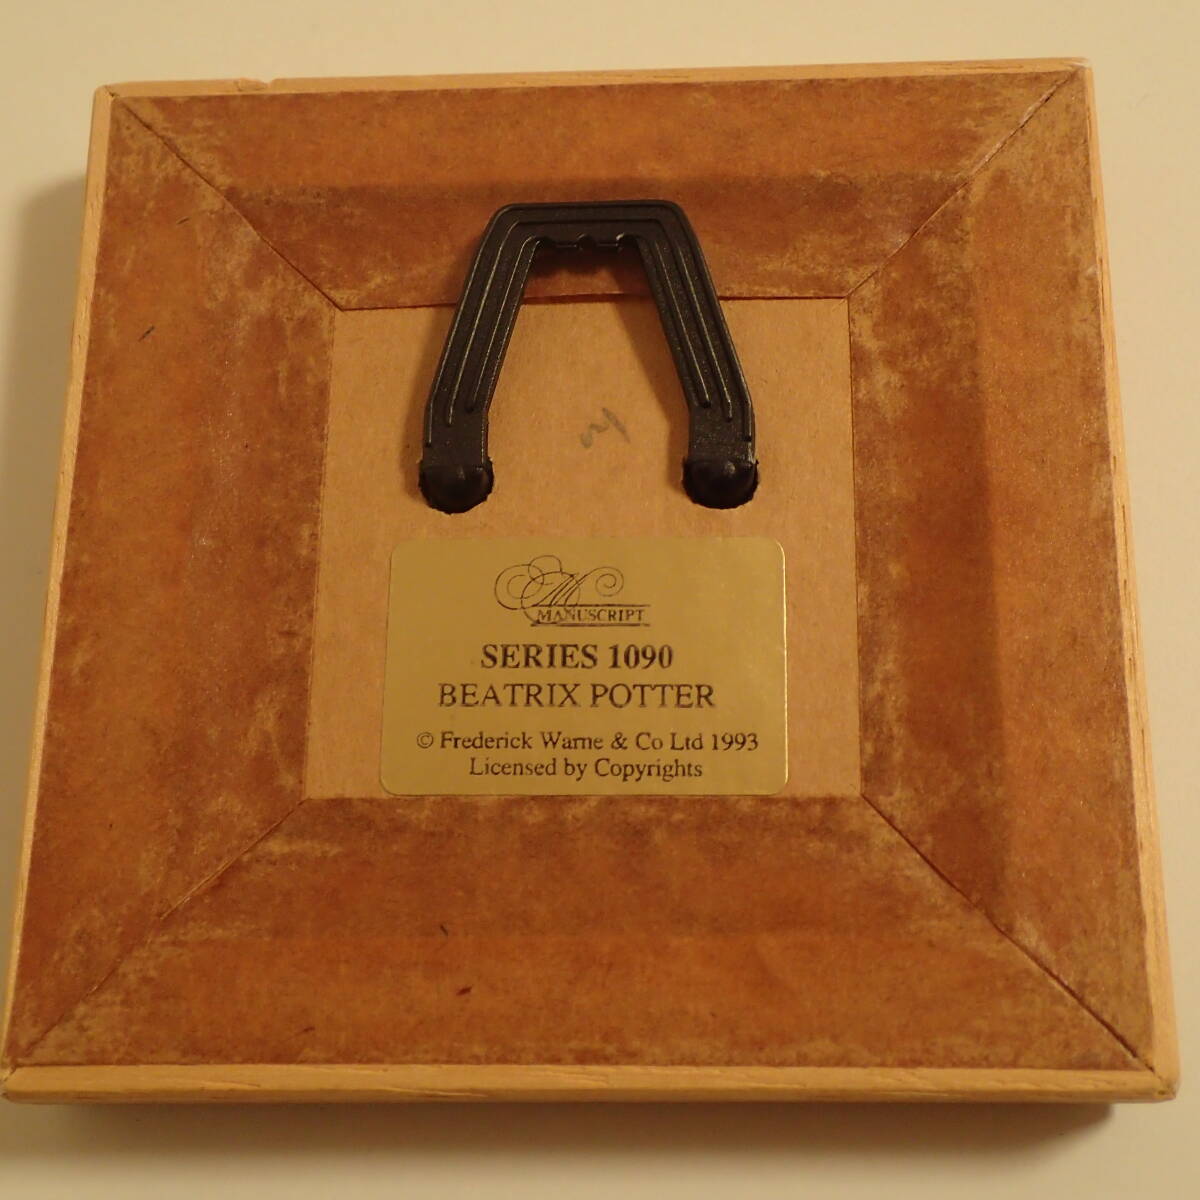 M
MANUSCRIPT
SERIES 1090
BEATRIX POTTER
© Frederick Warne & Co Ltd 1993
Licensed by Copyrights